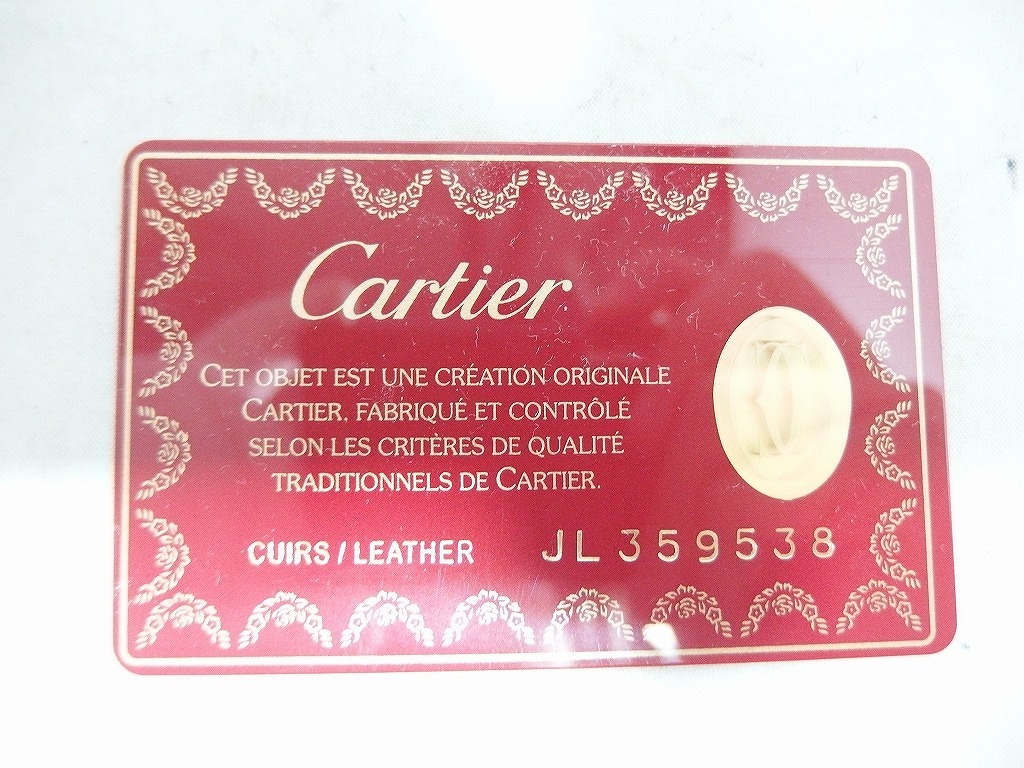 Cartier
CET OBJET EST UNE CRÉATION ORIGINALE
CARTIER, FABRIQUÉ ET CONTRÔLÉ
SELON LES CRITÈRES DE QUALITÉ
TRADITIONNELS DE CARTIER.
CUIRS/LEATHER JL359538